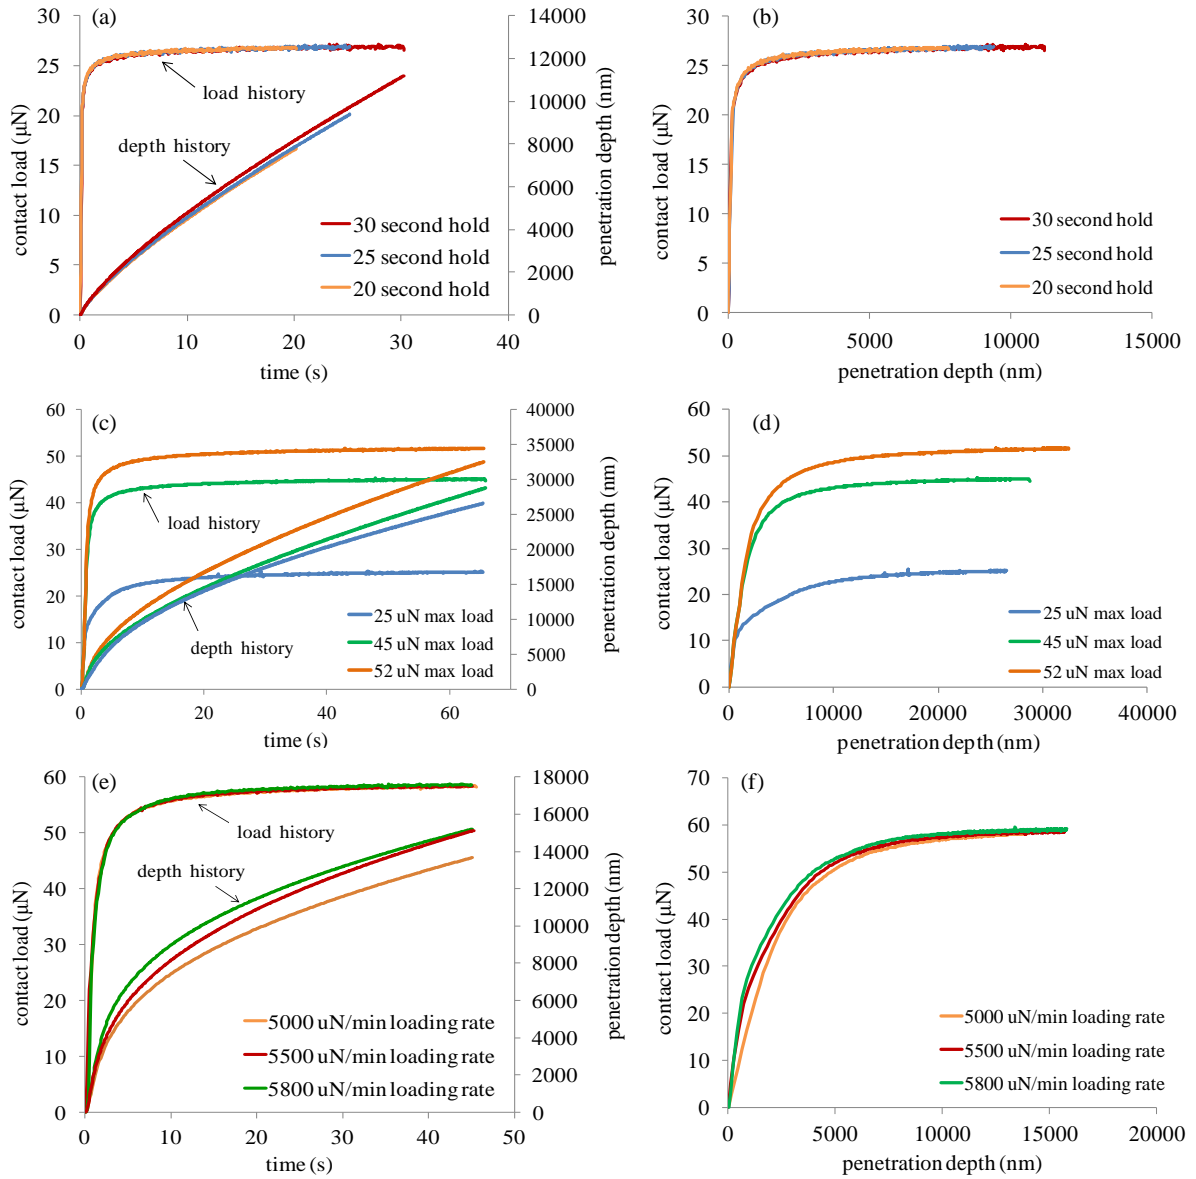 (a)
30
25
20
15
10
5
0
contact load (μN)
14000
12000
10000
8000
6000
4000
2000
0
penetration depth (nm)
load history
depth history
30 second hold
25 second hold
20 second hold
0 10 20 30 40
time (s)
(b)
30
25
20
15
10
5
0
contact load (μN)
30 second hold
25 second hold
20 second hold
0 5000 10000 15000
penetration depth (nm)
(c)
60
50
40
30
20
10
0
contact load (μN)
40000
35000
30000
25000
20000
15000
10000
5000
0
penetration depth (nm)
load history
depth history
25 uN max load
45 uN max load
52 uN max load
0 20 40 60
time (s)
(d)
60
50
40
30
20
10
0
contact load (μN)
25 uN max load
45 uN max load
52 uN max load
0 10000 20000 30000 40000
penetration depth (nm)
(e)
60
50
40
30
20
10
0
contact load (μN)
18000
16000
14000
12000
10000
8000
6000
4000
2000
0
penetration depth (nm)
load history
depth history
5000 uN/min loading rate
5500 uN/min loading rate
5800 uN/min loading rate
0 10 20 30 40 50
time (s)
(f)
70
60
50
40
30
20
10
0
contact load (μN)
5000 uN/min loading rate
5500 uN/min loading rate
5800 uN/min loading rate
0 5000 10000 15000 20000
penetration depth (nm)